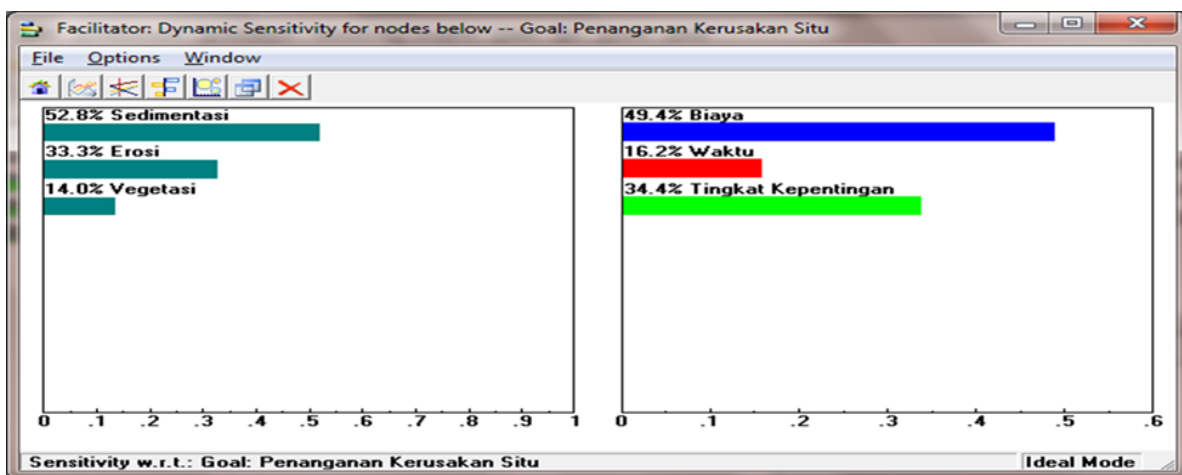 Facilitator: Dynamic Sensitivity for nodes below -- Goal: Penanganan Kerusakan Situ
File Options Window
52.8% Sedimentasi
33.3% Erosi
14.0% Vegetasi
0 .1 .2 .3 .4 .5 .6 .7 .8 .9 1
49.4% Biaya
16.2% Waktu
34.4% Tingkat Kepentingan
0 .1 .2 .3 .4 .5 .6
Sensitivity w.r.t.: Goal: Penanganan Kerusakan Situ
Ideal Mode